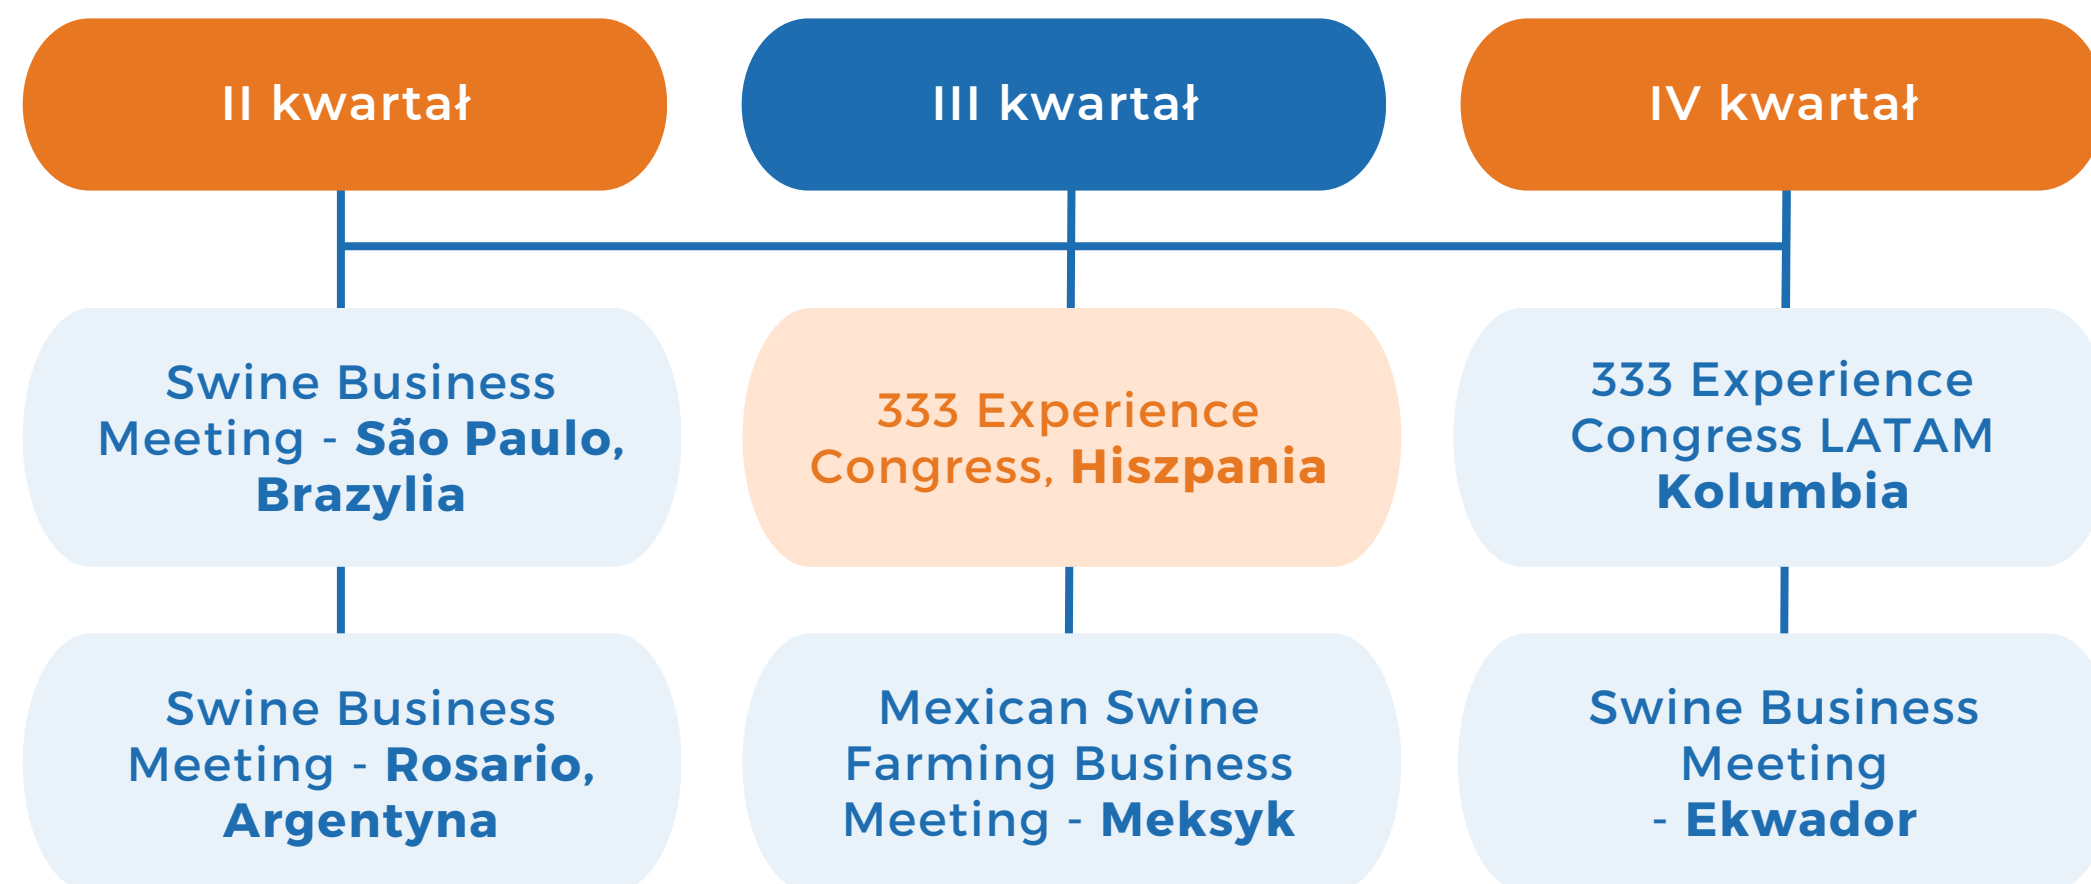 II kwartał
III kwartał
IV kwartał
Swine Business
Meeting - São Paulo,
Brazylia
333 Experience
Congress, Hiszpania
333 Experience
Congress LATAM
Kolumbia
Swine Business
Meeting - Rosario,
Argentyna
Mexican Swine
Farming Business
Meeting - Meksyk
Swine Business
Meeting
- Ekwador